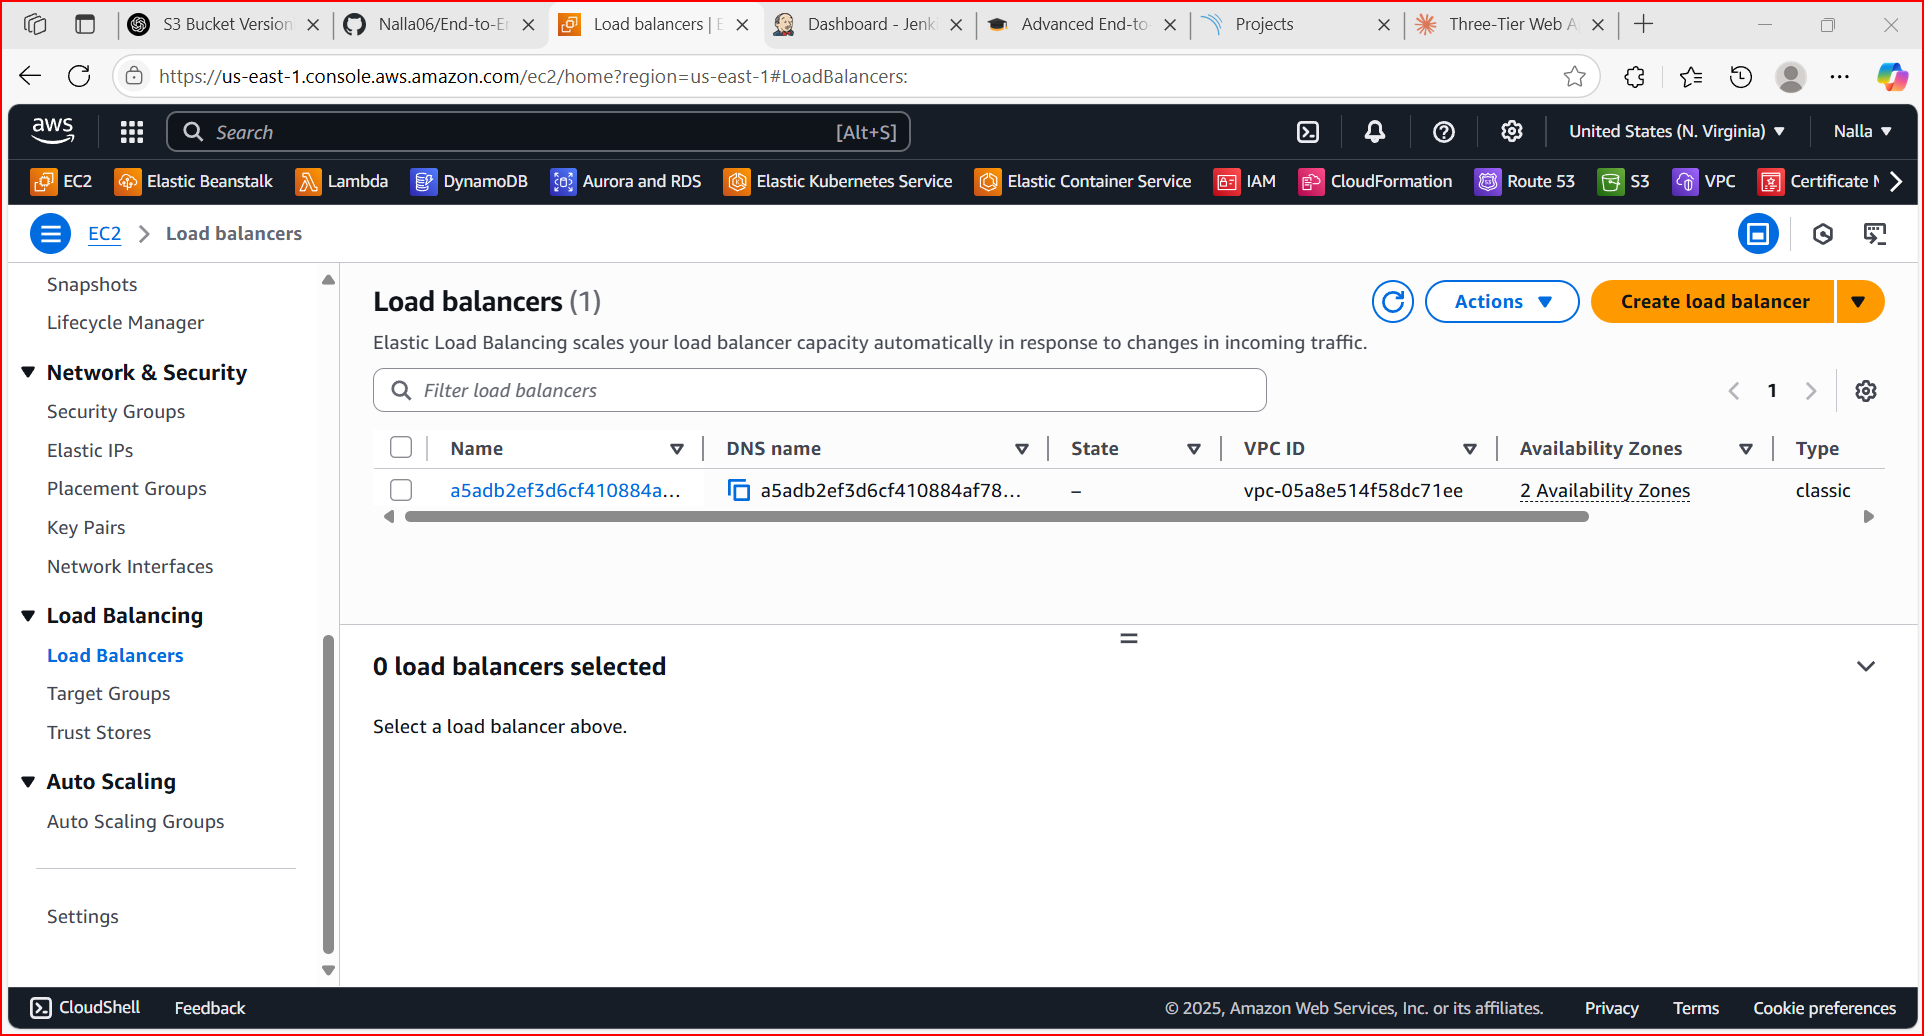 S3 Bucket Version
Nalla06/End-to-En
Load balancers | E
Dashboard - Jenk
Advanced End-to-
Projects
Three-Tier Web A
https://us-east-1.console.aws.amazon.com/ec2/home?region=us-east-1#LoadBalancers:
aws
Search
[Alt+S]
United States (N. Virginia)
Nalla
EC2
Elastic Beanstalk
Lambda
DynamoDB
Aurora and RDS
Elastic Kubernetes Service
Elastic Container Service
IAM
CloudFormation
Route 53
S3
VPC
Certificate M
EC2
Load balancers
Snapshots
Lifecycle Manager
Network & Security
Security Groups
Elastic IPs
Placement Groups
Key Pairs
Network Interfaces
Load Balancing
Load Balancers
Target Groups
Trust Stores
Auto Scaling
Auto Scaling Groups
Settings
Load balancers (1)
Actions
Create load balancer
Elastic Load Balancing scales your load balancer capacity automatically in response to changes in incoming traffic.
Filter load balancers
1
Name
DNS name
State
VPC ID
Availability Zones
Type
a5adb2ef3d6cf410884a...
a5adb2ef3d6cf410884af78...
–
vpc-05a8e514f58dc71ee
2 Availability Zones
classic
0 load balancers selected
Select a load balancer above.
CloudShell
Feedback
© 2025, Amazon Web Services, Inc. or its affiliates.
Privacy
Terms
Cookie preferences